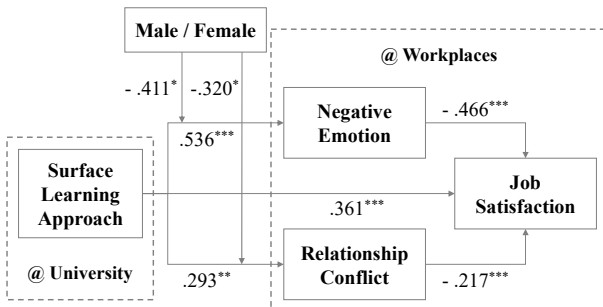 Male / Female
@ Workplaces
- .411*
-.320*
Negative
Emotion
- .466***
.536***
Surface
Learning
Approach
Job
Satisfaction
.361***
@ University
Relationship
Conflict
.293**
- .217***